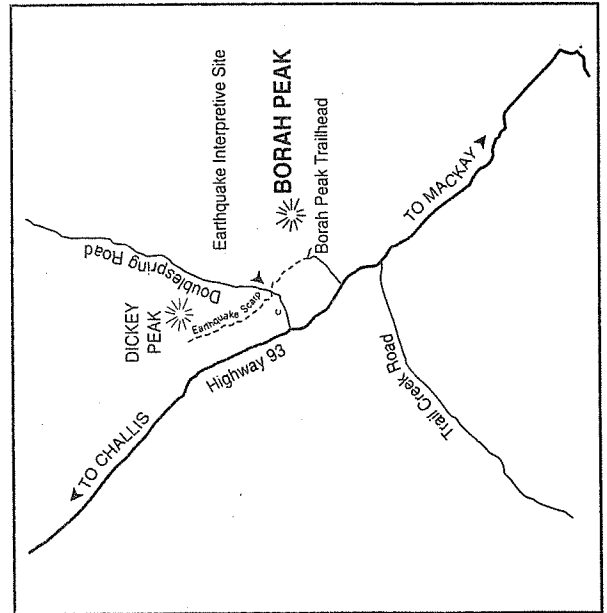 Earthquake Interpretive Site
BORAH PEAK
Borah Peak Trailhead
Doublespring Road
DICKEY
PEAK
Earthquake Scarp
Highway 93
TO CHALLIS
TO MACKAY
Trail Creek Road